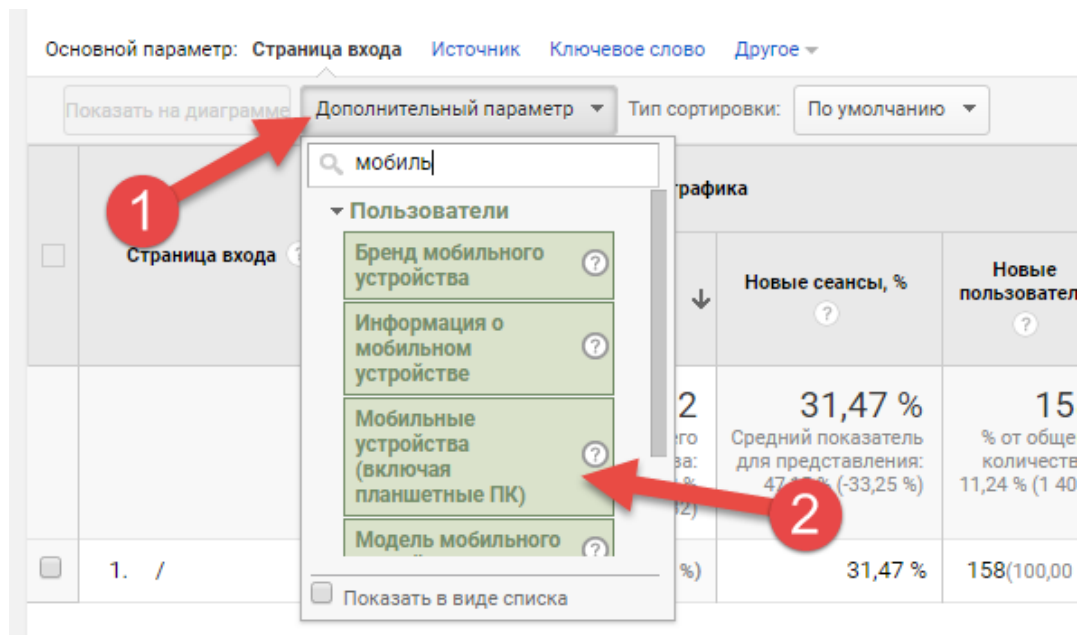 Основной параметр: Страница входа Источник Ключевое слово Другое
Показать на диаграмме Дополнительный параметр Тип сортировки: По умолчанию
мобиль
Пользователи
Бренд мобильного
устройства
Информация о
мобильном
устройстве
Мобильные
устройства
(включая
планшетные ПК)
Модель мобильного
Показать в виде списка
1
2
Страница входа
Новые сеансы, %
Новые
31,47 %
Средний показатель
для представления:
% (-33,25 %)
15
% от обще
количеств
11,24 % (1 40
1. /
%)
31,47 %
158(100,00